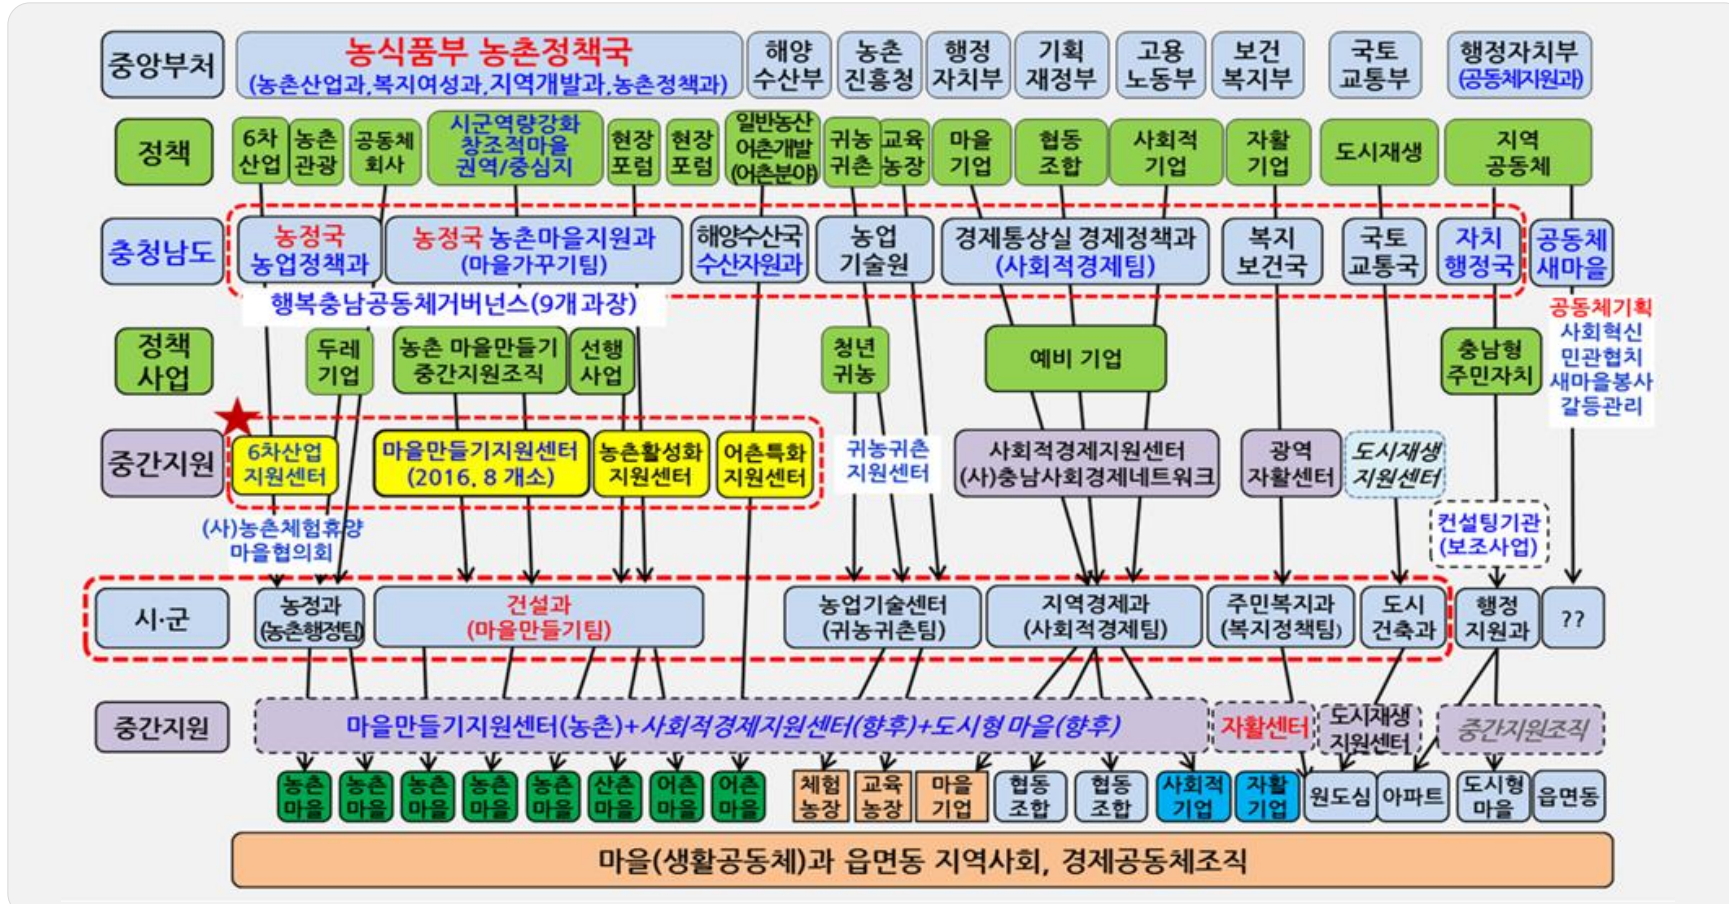 중앙부처
농식품부 농촌정책국
(농촌산업과,복지여성과,지역개발과,농촌정책과)
해양
수산부
농촌
진흥청
행정
자치부
기획
재정부
고용
노동부
보건
복지부
국토
교통부
행정자치부
(공동체지원과)
정책
6차
산업
농촌
관광
공동체
회사
시군역량강화
창조적마을
권역/중심지
현장
포럼
현장
포럼
일반농산
어촌개발
(어촌분야)
귀농
귀촌
교육
농장
마을
기업
협동
조합
사회적
기업
자활
기업
도시재생
지역
공동체
충청남도
농정국
농업정책과
농정국 농촌마을지원과
(마을가꾸기팀)
해양수산국
수산자원과
농업
기술원
경제통상실 경제정책과
(사회적경제팀)
복지
보건국
국토
교통국
자치
행정국
공동체
새마을
행복충남공동체거버넌스(9개 과장)
공동체기획
사회혁신
민관협치
새마을봉사
갈등관리
정책
사업
두레
기업
농촌 마을만들기
중간지원조직
선행
사업
청년
귀농
예비 기업
충남형
주민자치
중간지원
6차산업
지원센터
마을만들기지원센터
(2016. 8 개소)
농촌활성화
지원센터
어촌특화
지원센터
귀농귀촌
지원센터
사회적경제지원센터
(사)충남사회경제네트워크
광역
자활센터
도시재생
지원센터
(사)농촌체험휴양
마을협의회
컨설팅기관
(보조사업)
시·군
농정과
(농촌행정팀)
건설과
(마을만들기팀)
농업기술센터
(귀농귀촌팀)
지역경제과
(사회적경제팀)
주민복지과
(복지정책팀)
도시
건축과
행정
지원과
??
중간지원
마을만들기지원센터(농촌)+사회적경제지원센터(향후)+도시형 마을(향후)
자활센터
도시재생
지원센터
중간지원조직
농촌
마을
농촌
마을
농촌
마을
농촌
마을
농촌
마을
산촌
마을
어촌
마을
어촌
마을
체험
농장
교육
농장
마을
기업
협동
조합
협동
조합
사회적
기업
자활
기업
원도심
아파트
도시형
마을
읍면동
마을(생활공동체)과 읍면동 지역사회, 경제공동체조직